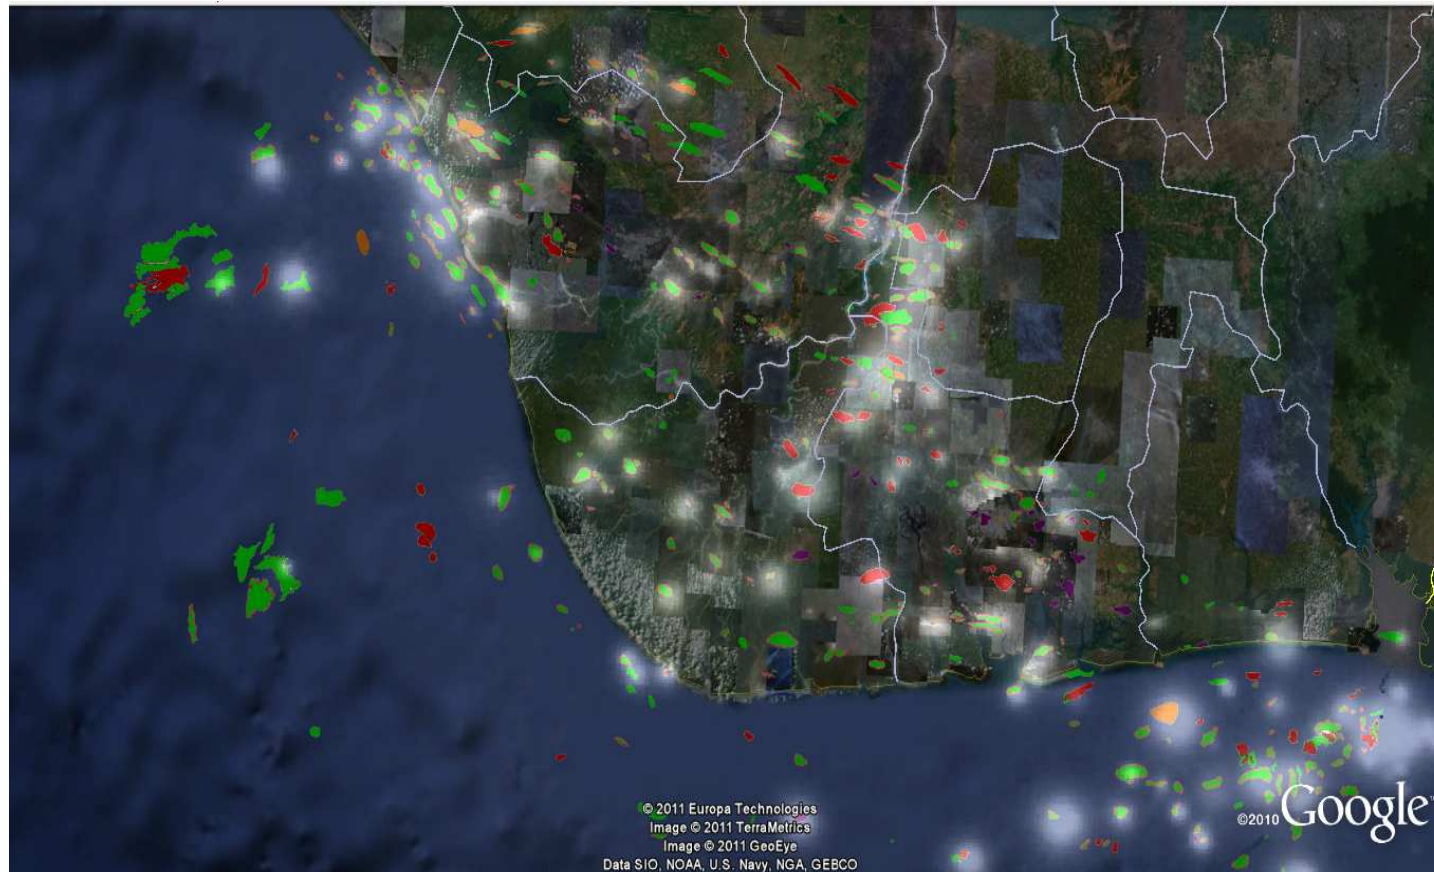 © 2011 Europa Technologies
Image © 2011 TerraMetrics
Image © 2011 GeoEye
Data SIO, NOAA, U.S. Navy, NGA, GEBCO
©2010 Google